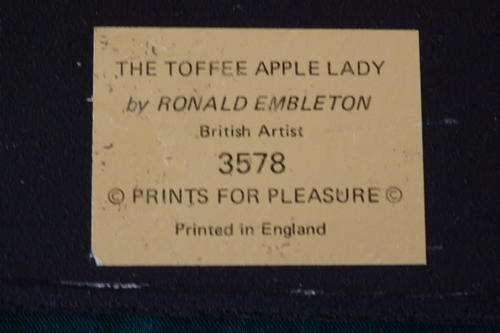 THE TOFFEE APPLE LADY
by RONALD EMBLETON
British Artist
3578
© PRINTS FOR PLEASURE ©
Printed in England